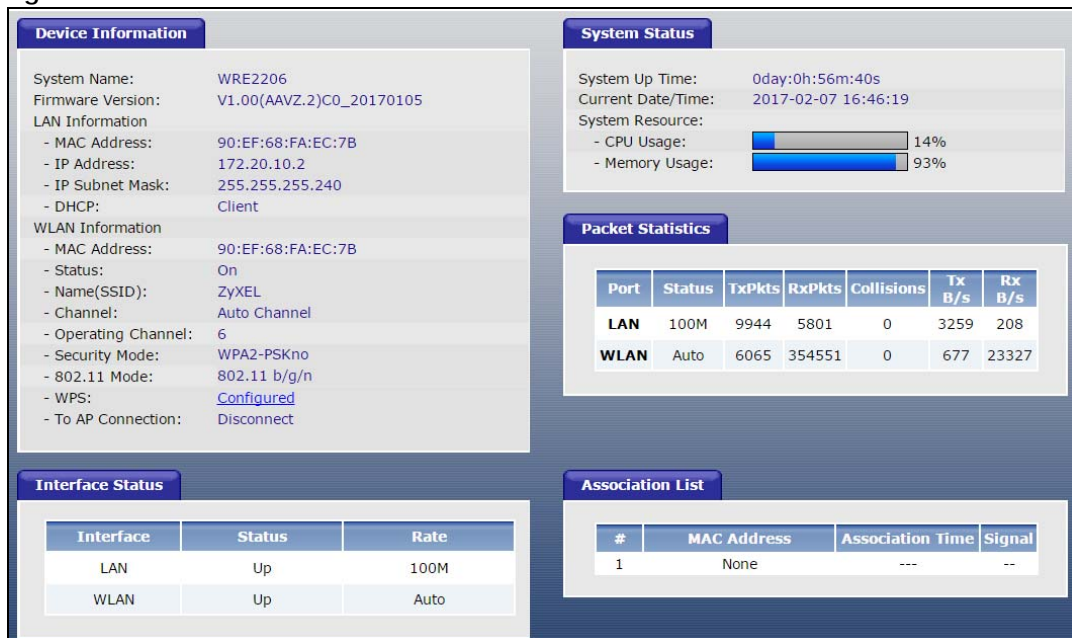 Device Information
System Name: WRE2206
Firmware Version: V1.00(AAVZ.2)C0_20170105
LAN Information
- MAC Address: 90:EF:68:FA:EC:7B
- IP Address: 172.20.10.2
- IP Subnet Mask: 255.255.255.240
- DHCP: Client
WLAN Information
- MAC Address: 90:EF:68:FA:EC:7B
- Status: On
- Name(SSID): ZyXEL
- Channel: Auto Channel
- Operating Channel: 6
- Security Mode: WPA2-PSKno
- 802.11 Mode: 802.11 b/g/n
- WPS: Configured
- To AP Connection: Disconnect
System Status
System Up Time: 0day:0h:56m:40s
Current Date/Time: 2017-02-07 16:46:19
System Resource:
- CPU Usage: 14%
- Memory Usage: 93%
Packet Statistics
Port Status TxPkts RxPkts Collisions Tx B/s Rx B/s
LAN 100M 9944 5801 0 3259 208
WLAN Auto 6065 354551 0 677 23327
Interface Status
Interface Status Rate
LAN Up 100M
WLAN Up Auto
Association List
# MAC Address Association Time Signal
1 None --- --